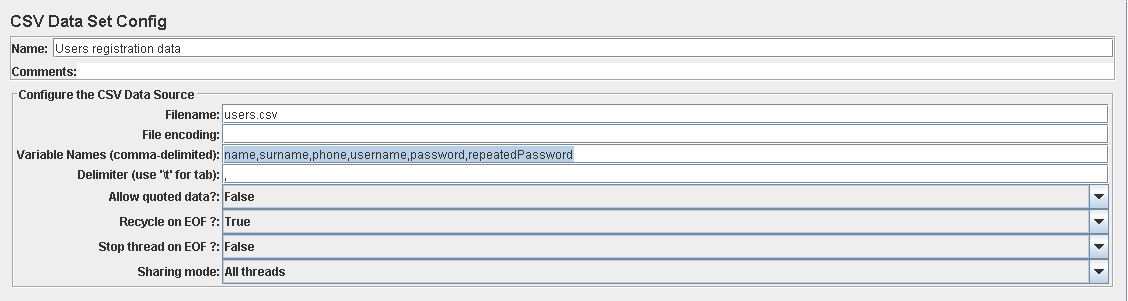 CSV Data Set Config
Name: Users registration data
Comments:
Configure the CSV Data Source
Filename: users.csv
File encoding:
Variable Names (comma-delimited): name,surname,phone,username,password,repeatedPassword
Delimiter (use '\t' for tab): ,
Allow quoted data?: False
Recycle on EOF ?: True
Stop thread on EOF ?: False
Sharing mode: All threads